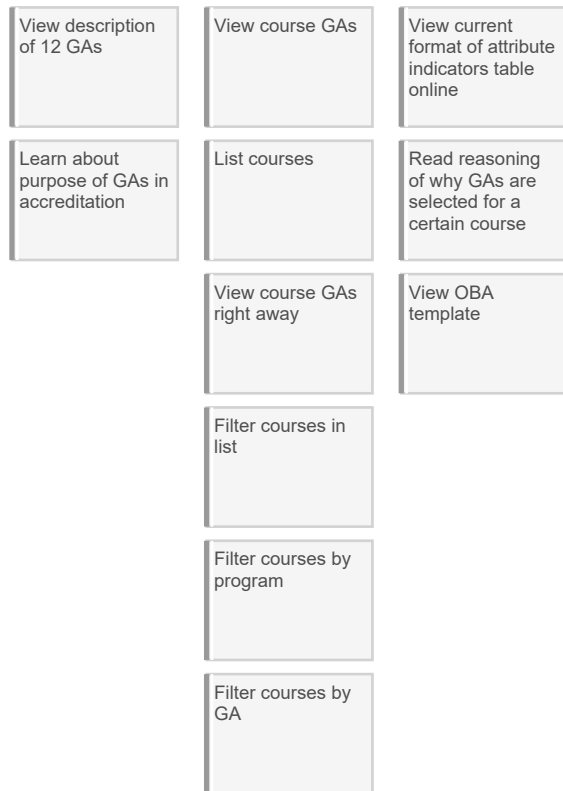 View description
of 12 GAs
View course GAs
View current
format of attribute
indicators table
online
Learn about
purpose of GAs in
accreditation
List courses
Read reasoning
of why GAs are
selected for a
certain course
View course GAs
right away
View OBA
template
Filter courses in
list
Filter courses by
program
Filter courses by
GA